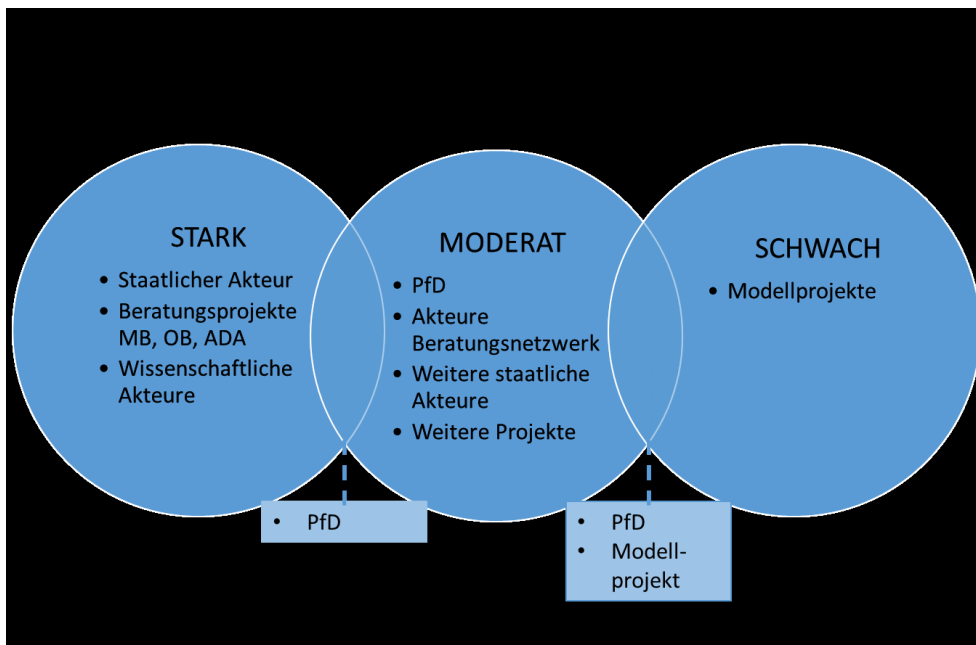 STARK
• Staatlicher Akteur
• Beratungsprojekte
MB, OB, ADA
• Wissenschaftliche
Akteure
MODERAT
• PfD
• Akteure
Beratungsnetzwerk
• Weitere staatliche
Akteure
• Weitere Projekte
SCHWACH
• Modellprojekte
• PfD
• PfD
• Modell-
projekt